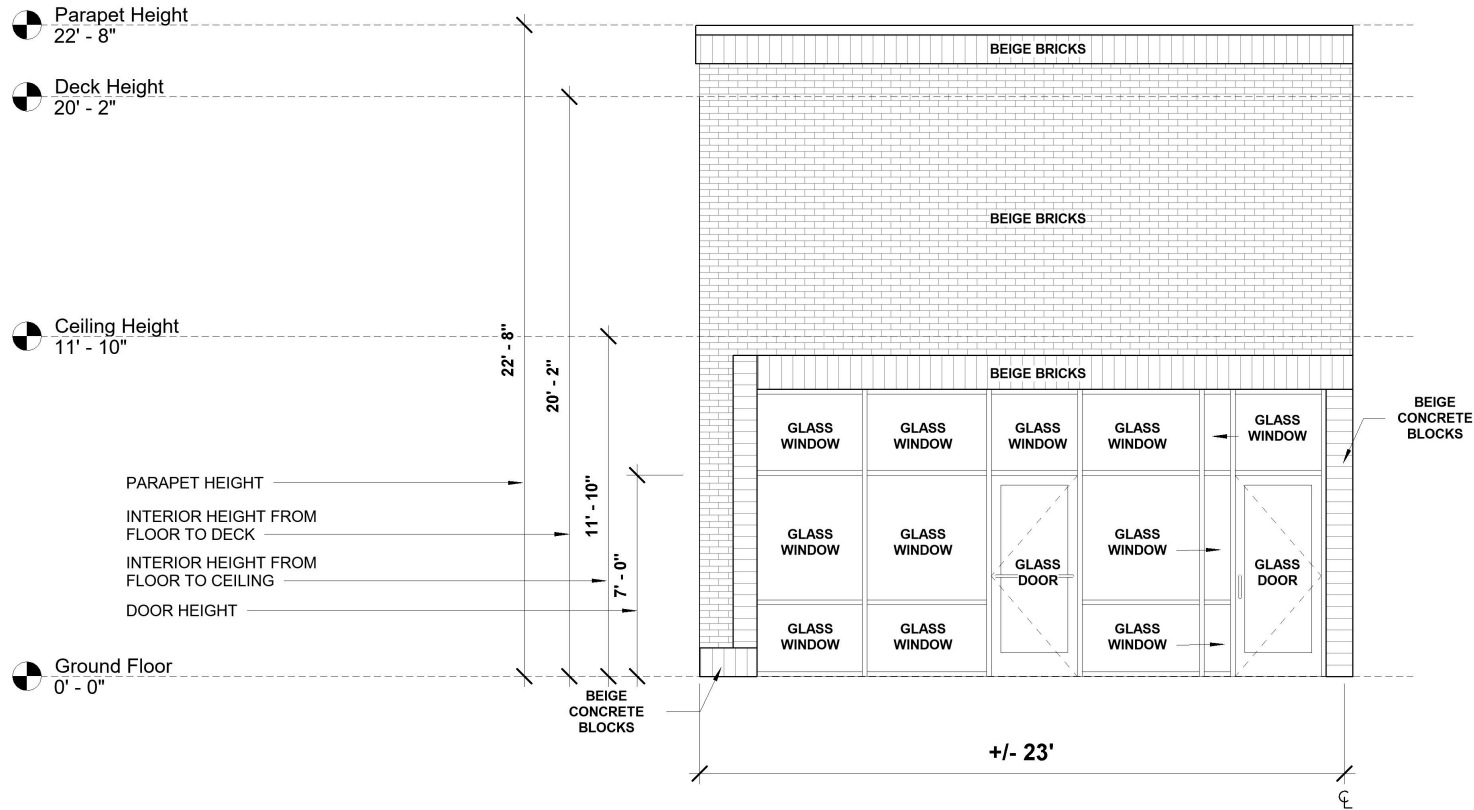 Parapet Height
22' - 8"
BEIGE BRICKS
Deck Height
20' - 2"
BEIGE BRICKS
Ceiling Height
11' - 10"
22' - 8"
20' - 2"
11' - 10"
7' - 0"
BEIGE BRICKS
BEIGE
CONCRETE
BLOCKS
GLASS
WINDOW
GLASS
WINDOW
GLASS
WINDOW
GLASS
WINDOW
GLASS
WINDOW
PARAPET HEIGHT
INTERIOR HEIGHT FROM
FLOOR TO DECK
INTERIOR HEIGHT FROM
FLOOR TO CEILING
DOOR HEIGHT
GLASS
WINDOW
GLASS
WINDOW
GLASS
DOOR
GLASS
WINDOW
GLASS
DOOR
GLASS
WINDOW
GLASS
WINDOW
GLASS
WINDOW
Ground Floor
0' - 0"
BEIGE
CONCRETE
BLOCKS
+/- 23'
℄